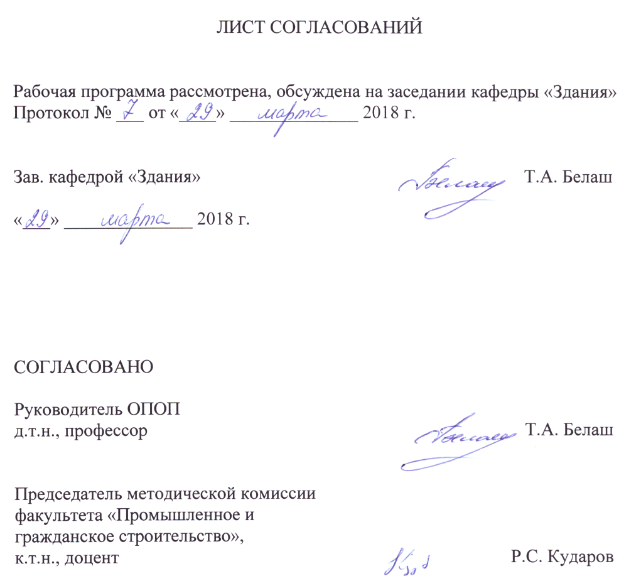 ЛИСТ СОГЛАСОВАНИЙ
Рабочая программа рассмотрена, обсуждена на заседании кафедры «Здания»
Протокол № 7 от «29» марта 2018 г.
Зав. кафедрой «Здания» Т.А. Белаш
«29» марта 2018 г.
СОГЛАСОВАНО
Руководитель ОПОП
д.т.н., профессор Т.А. Белаш
Председатель методической комиссии
факультета «Промышленное и
гражданское строительство»,
к.т.н., доцент Р.С. Кударов